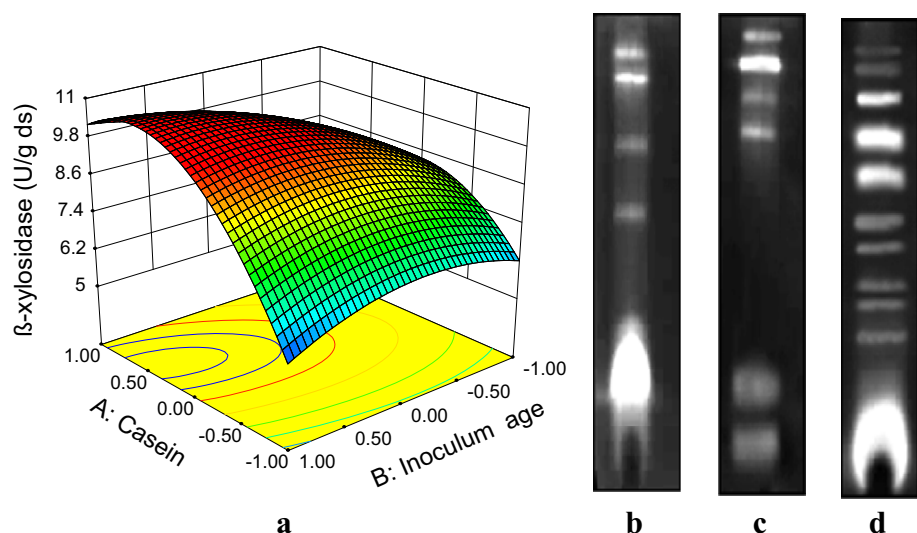 ß-xylosidase (U/g ds)
11
9.8
8.6
7.4
6.2
5
1.00
0.50
0.00
-0.50
-1.00
A: Casein
1.00
0.50
0.00
-0.50
-1.00
B: Inoculum age
a
b
c
d